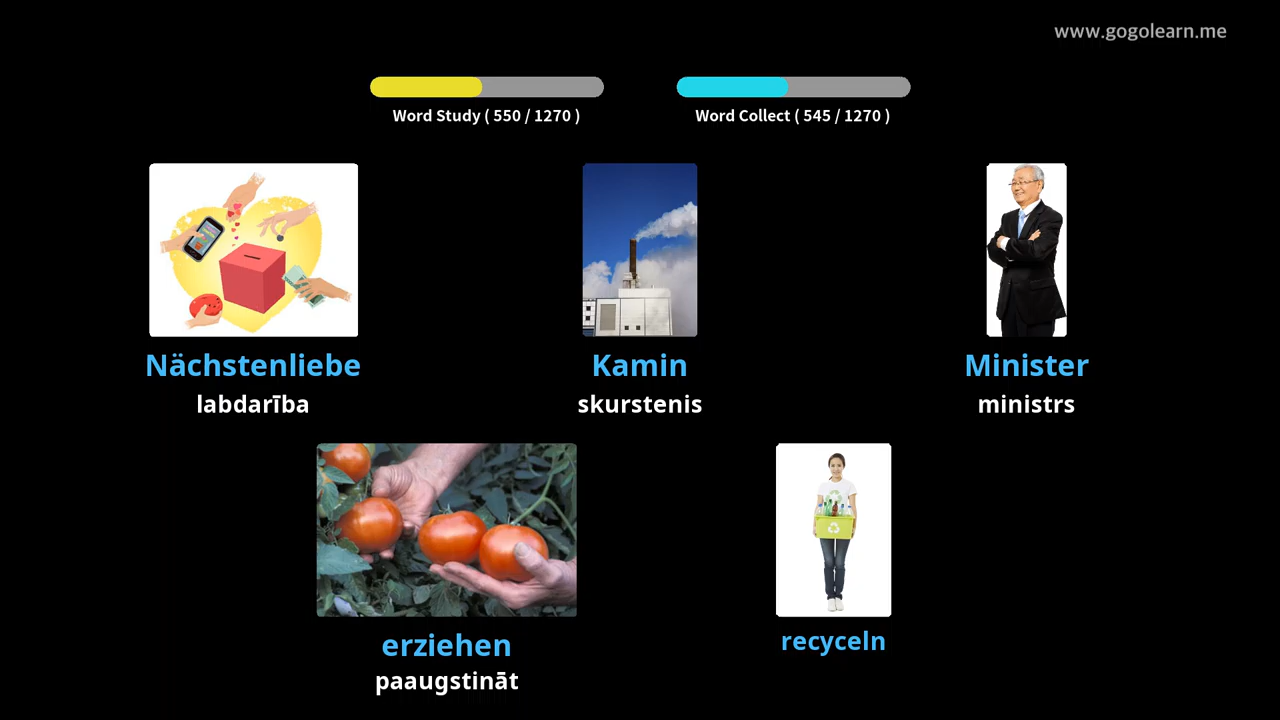 www.gogolearn.me
Word Study ( 550 / 1270 )
Word Collect ( 545 / 1270 )
Nächstenliebe
labdarība
Kamin
skurstenis
Minister
ministrs
erziehen
paaugstināt
recyceln